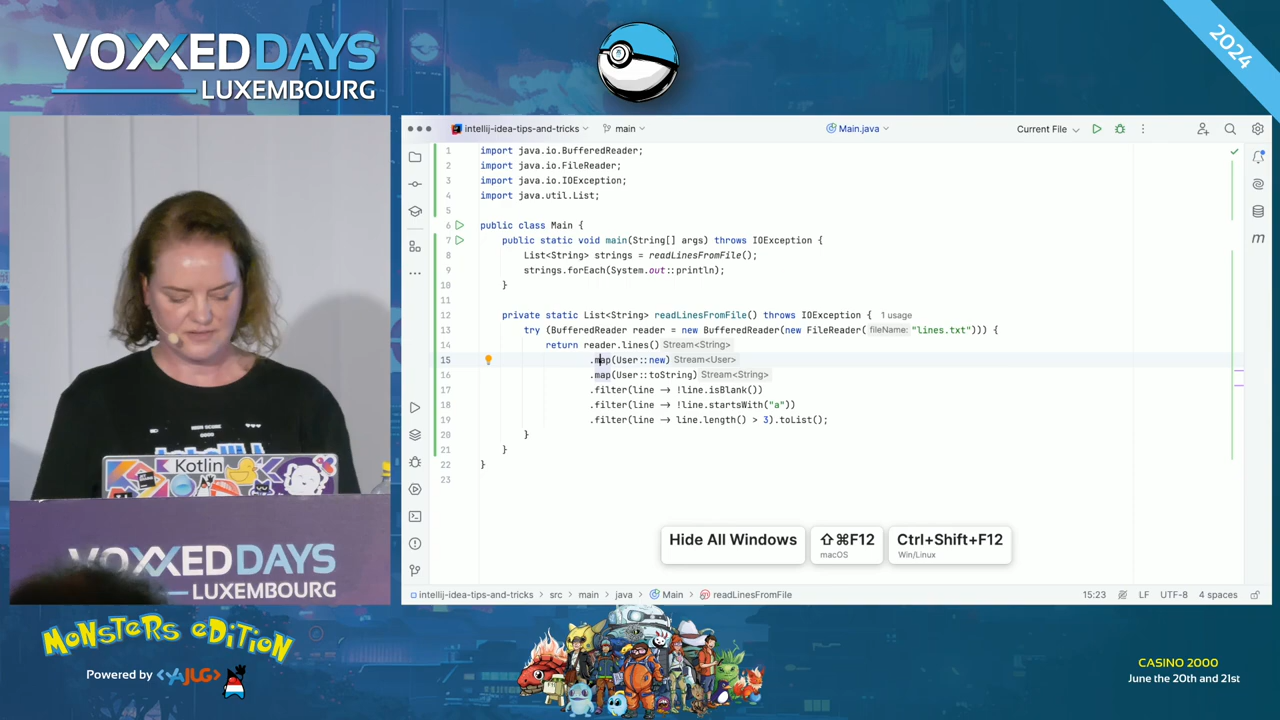 VOXXED DAYS
LUXEMBOURG
2024
intellij-idea-tips-and-tricks
main
Main.java
Current File
1 import java.io.BufferedReader;
2 import java.io.FileReader;
3 import java.io.IOException;
4 import java.util.List;
5
6 public class Main {
7 public static void main(String[] args) throws IOException {
8 List<String> strings = readLinesFromFile();
9 strings.forEach(System.out::println);
10 }
11
12 private static List<String> readLinesFromFile() throws IOException { 1 usage
13 try (BufferedReader reader = new BufferedReader(new FileReader( fileName: "lines.txt"))) {
14 return reader.lines() Stream<String>
15 .map(User::new) Stream<User>
16 .map(User::toString) Stream<String>
17 .filter(line → !line.isBlank())
18 .filter(line → !line.startsWith("a"))
19 .filter(line → line.length() > 3).toList();
20 }
21 }
22 }
23
Hide All Windows
⇧⌘F12
macOS
Ctrl+Shift+F12
Win/Linux
intellij-idea-tips-and-tricks > src > main > java > Main > readLinesFromFile
15:23 LF UTF-8 4 spaces
m
Kotlin
VOXXED DAYS
LUXEMBOURG
MONSTERS EDITION
Powered by <YAJUG>
CASINO 2000
June the 20th and 21st